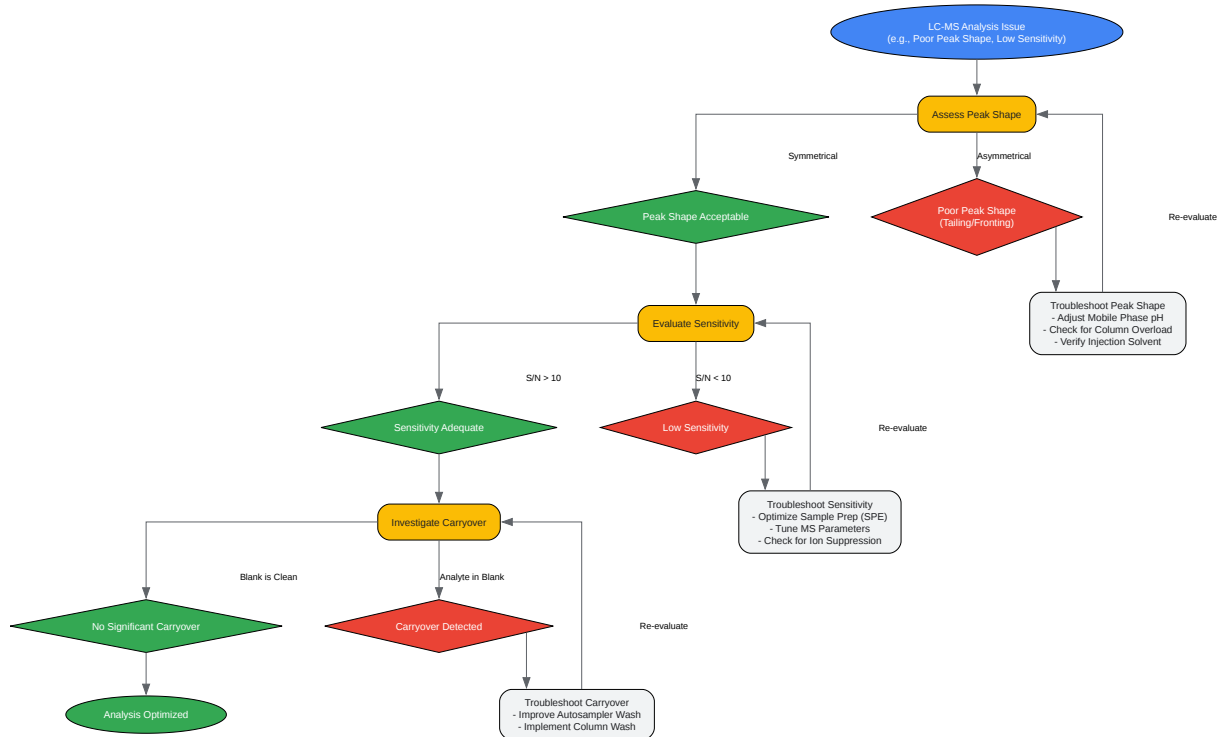 LC-MS Analysis Issue
(e.g., Poor Peak Shape, Low Sensitivity)
Assess Peak Shape
Symmetrical
Asymmetrical
Peak Shape Acceptable
Poor Peak Shape
(Tailing/Fronting)
Re-evaluate
Troubleshoot Peak Shape
- Adjust Mobile Phase pH
- Check for Column Overload
- Verify Injection Solvent
Evaluate Sensitivity
S/N > 10
S/N < 10
Sensitivity Adequate
Low Sensitivity
Re-evaluate
Troubleshoot Sensitivity
- Optimize Sample Prep (SPE)
- Tune MS Parameters
- Check for Ion Suppression
Investigate Carryover
Blank is Clean
Analyte in Blank
No Significant Carryover
Carryover Detected
Re-evaluate
Troubleshoot Carryover
- Improve Autosampler Wash
- Implement Column Wash
Analysis Optimized